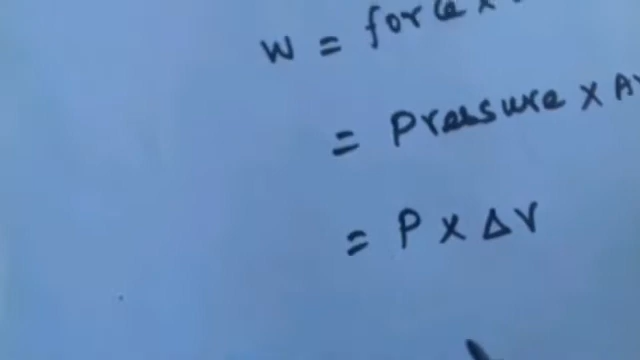 W = force x
= Pressure x
= P x ΔV